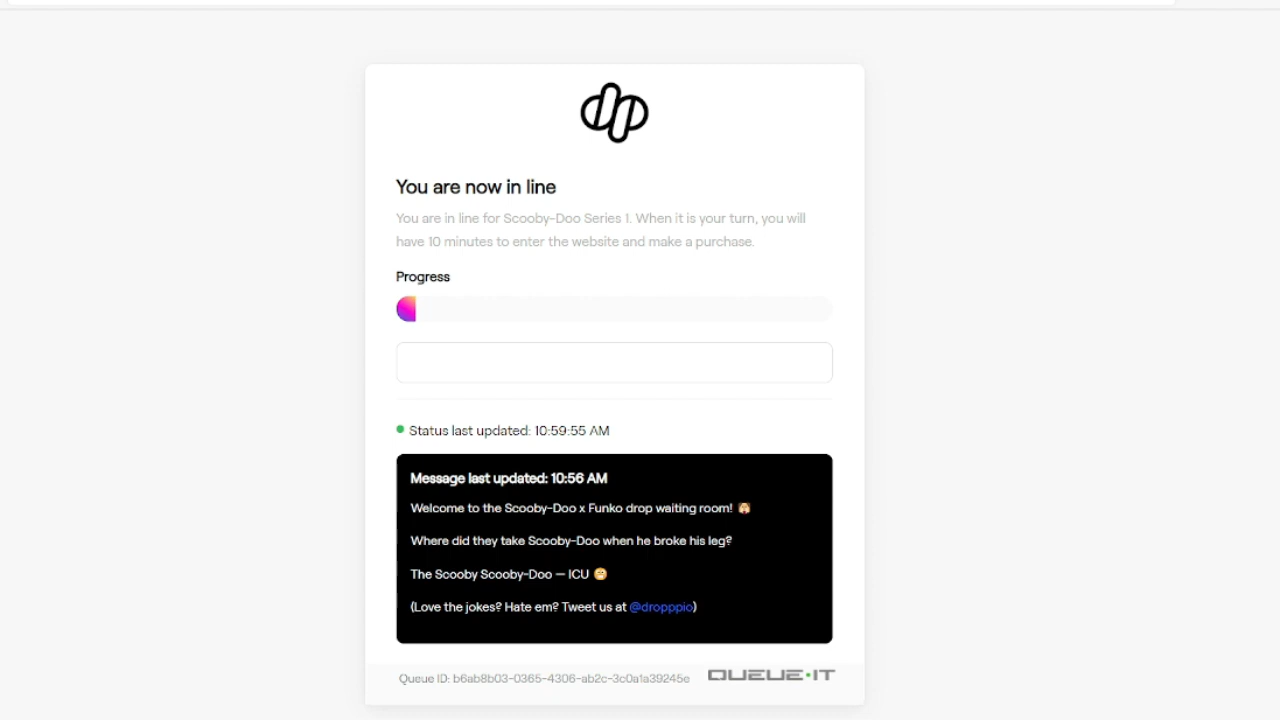 dp
You are now in line
You are in line for Scooby-Doo Series 1. When it is your turn, you will
have 10 minutes to enter the website and make a purchase.
Progress
Status last updated: 10:59:55 AM
Message last updated: 10:56 AM
Welcome to the Scooby-Doo x Funko drop waiting room!
Where did they take Scooby-Doo when he broke his leg?
The Scooby Scooby-Doo — ICU
(Love the jokes? Hate em? Tweet us at @dropppio)
Queue ID: b6ab8b03-0365-4306-ab2c-3c0a1a39245e
QUEUE·IT